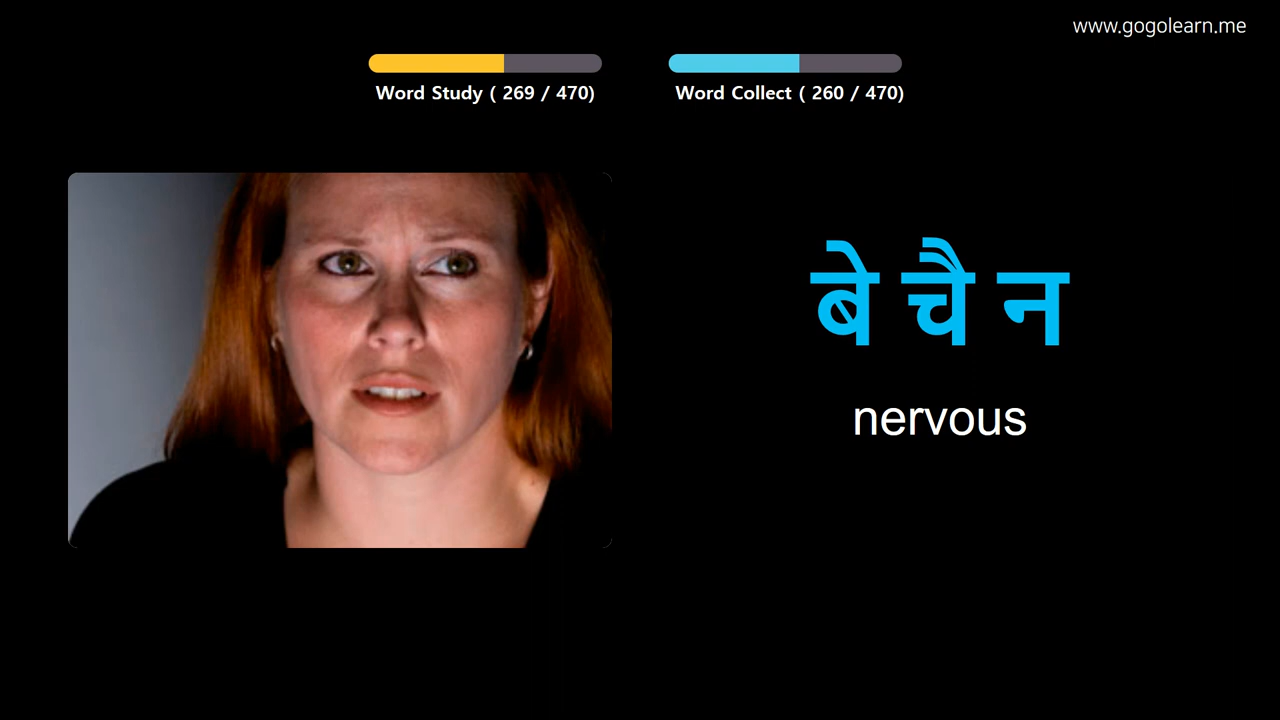 www.gogolearn.me
Word Study ( 269 / 470)
Word Collect ( 260 / 470)
बे चै न
nervous